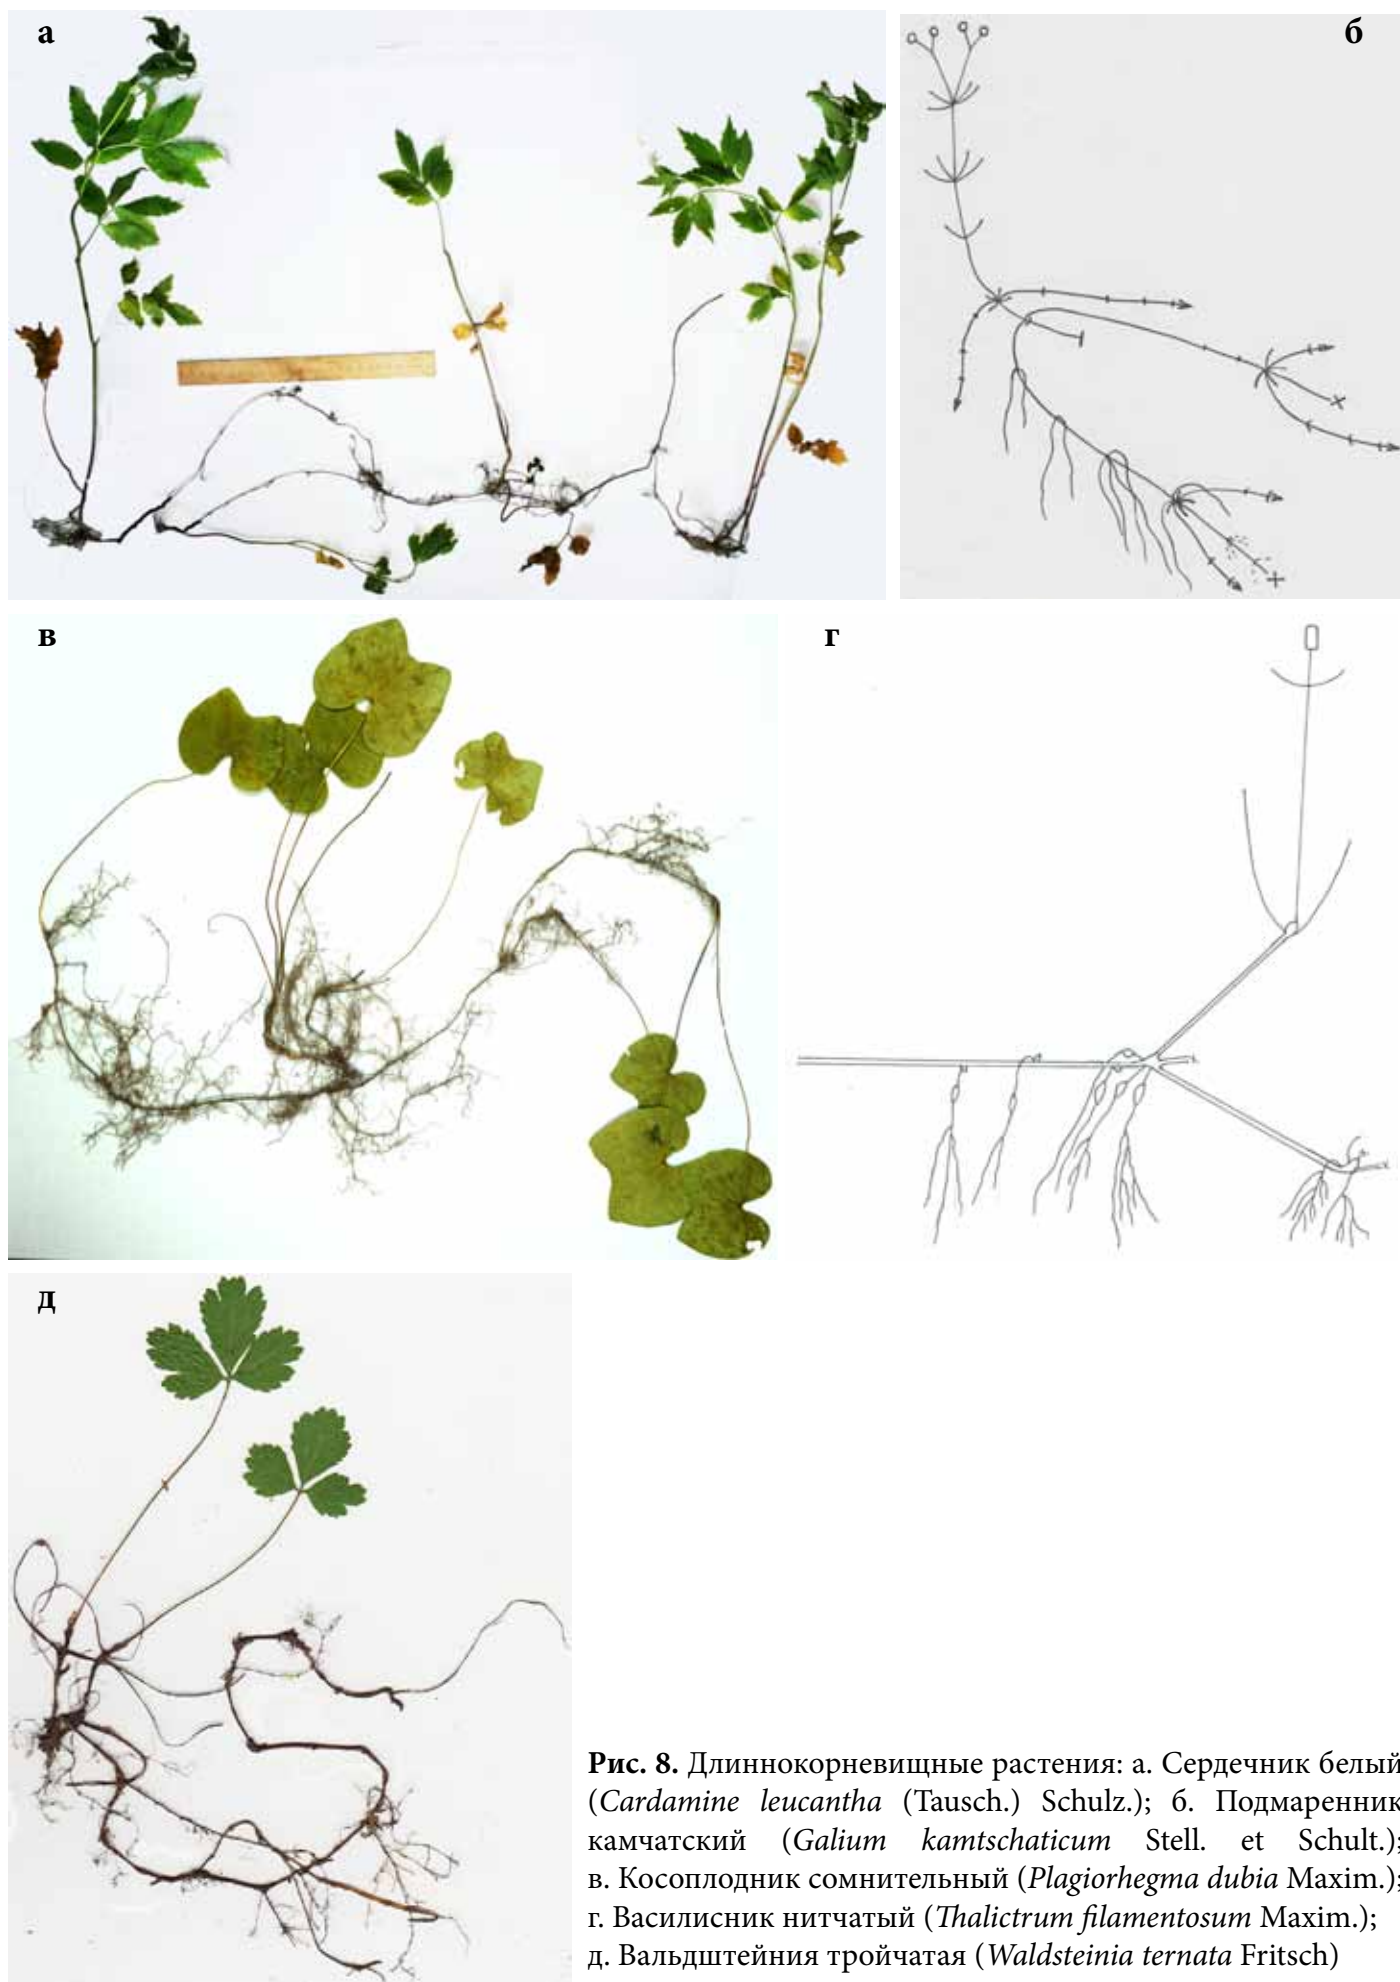 а
б
в
г
д
Рис. 8. Длиннокорневищные растения: а. Сердечник белый
(Cardamine leucantha (Tausch.) Schulz.); б. Подмаренник
камчатский (Galium kamtschaticum Stell. et Schult.);
в. Косоплодник сомнительный (Plagiorhegma dubia Maxim.);
г. Василисник нитчатый (Thalictrum filamentosum Maxim.);
д. Вальдштейния тройчатая (Waldsteinia ternata Fritsch)